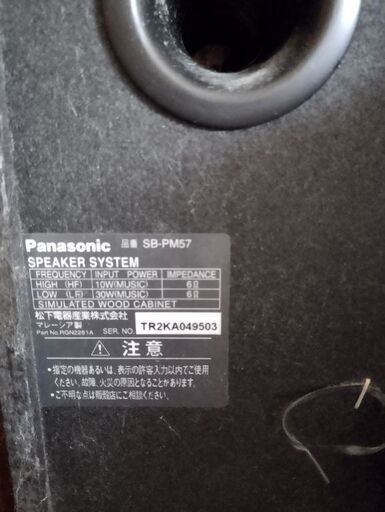 Panasonic 品番 SB-PM57
SPEAKER SYSTEM
FREQUENCY INPUT POWER IMPEDANCE
HIGH (HF) 10W(MUSIC) 6Ω
LOW (LF) 30W(MUSIC) 6Ω
SIMULATED WOOD CABINET
松下電器産業株式会社
マレーシア製 SER. NO. TR2KA049503
Part No. RGN2261A
⚠ 注意
•指定の機器あるいは、表示の許容入力以内でご使用
ください。故障、火災の原因となることがあります。
•ご不明な点は販売店にご相談ください。